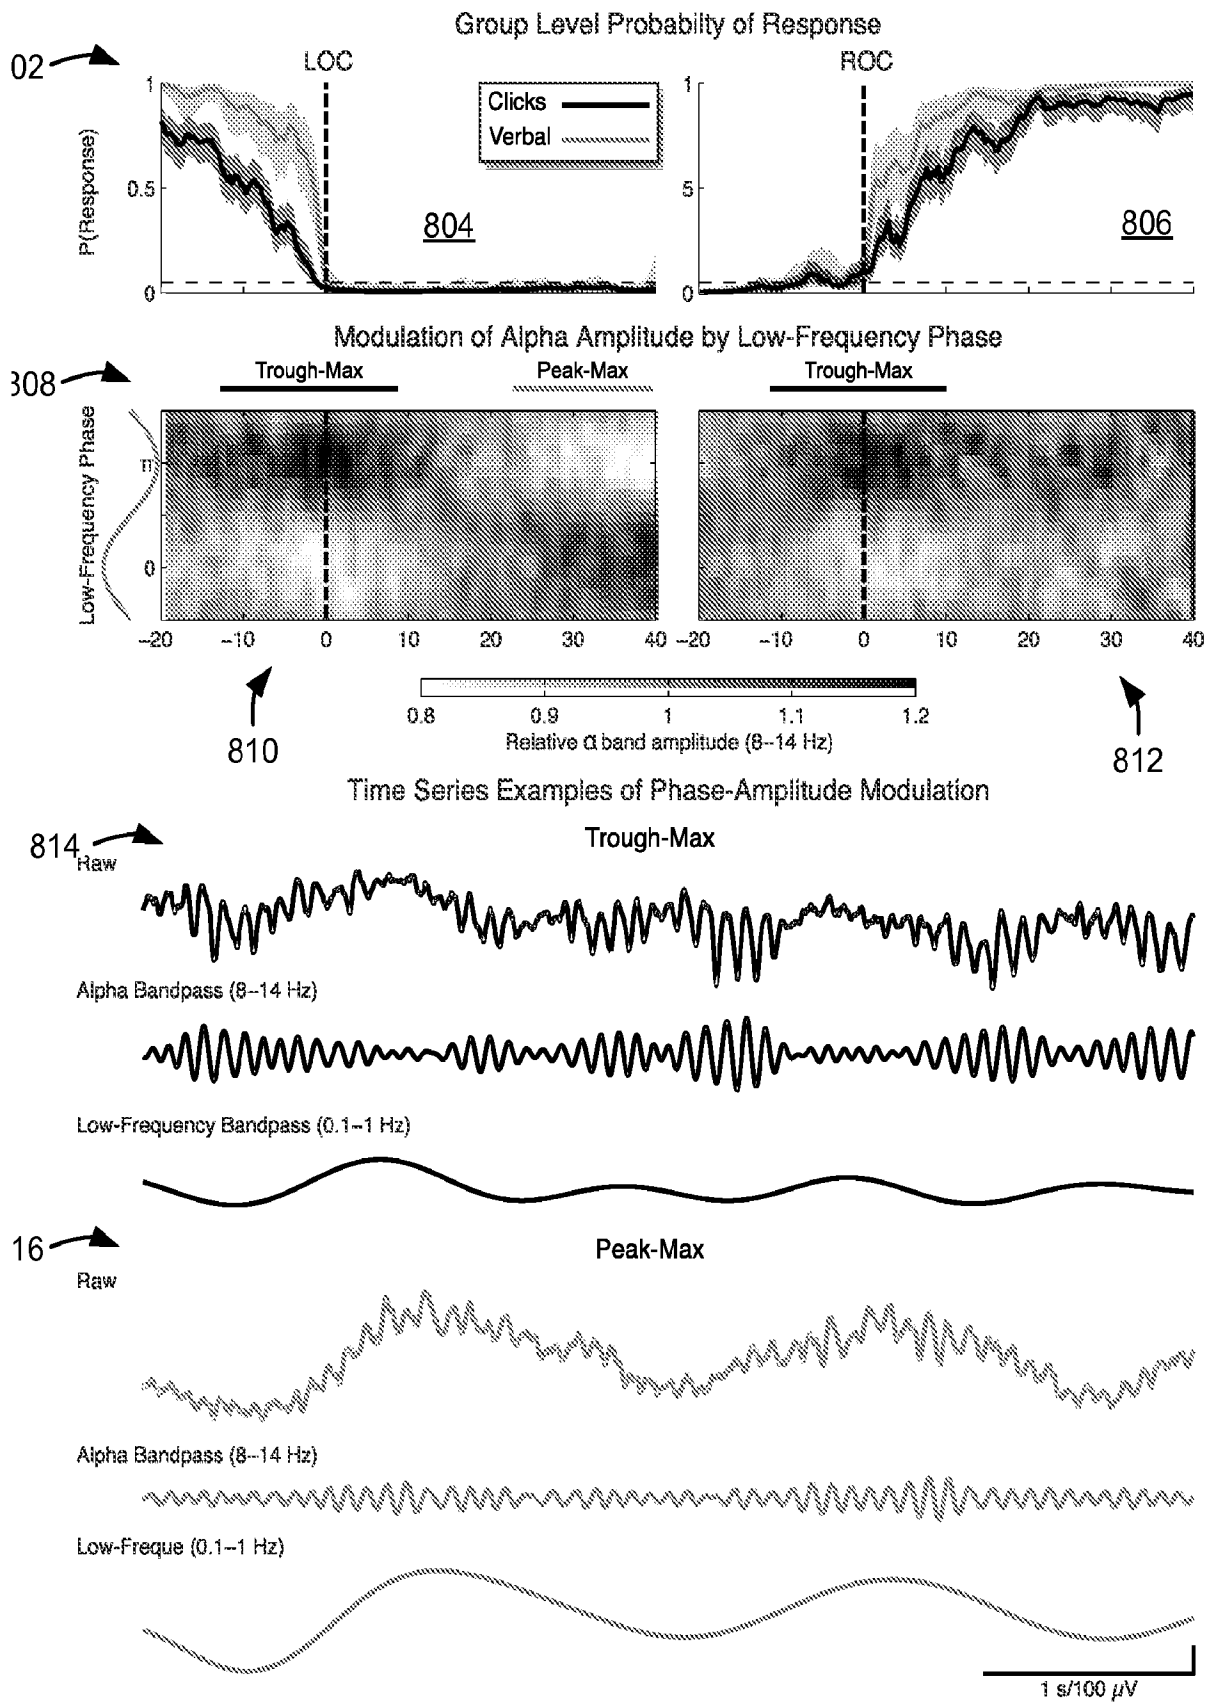 Group Level Probabilty of Response
02
LOC
ROC
Clicks
Verbal
P(Response)
1
0.5
0
1
5
0
804
806
Modulation of Alpha Amplitude by Low-Frequency Phase
308
Trough-Max
Peak-Max
Trough-Max
Low-Frequency Phase
π
0
-20 -10 0 10 20 30 40
-20 -10 0 10 20 30 40
0.8 0.9 1 1.1 1.2
Relative α band amplitude (8-14 Hz)
810
812
Time Series Examples of Phase-Amplitude Modulation
814
Trough-Max
Raw
Alpha Bandpass (8-14 Hz)
Low-Frequency Bandpass (0.1-1 Hz)
16
Peak-Max
Raw
Alpha Bandpass (8-14 Hz)
Low-Freque (0.1-1 Hz)
1 s/100 μV